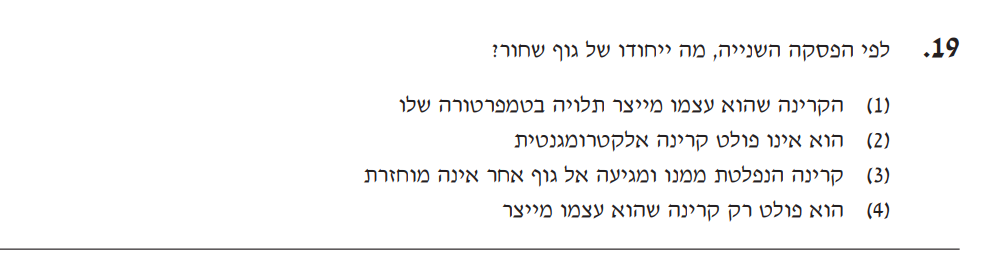 19. לפי הפסקה השנייה, מה ייחודו של גוף שחור?
(1) הקרינה שהוא עצמו מייצר תלויה בטמפרטורה שלו
(2) הוא אינו פולט קרינה אלקטרומגנטית
(3) קרינה הנפלטת ממנו ומגיעה אל גוף אחר אינה מוחזרת
(4) הוא פולט רק קרינה שהוא עצמו מייצר